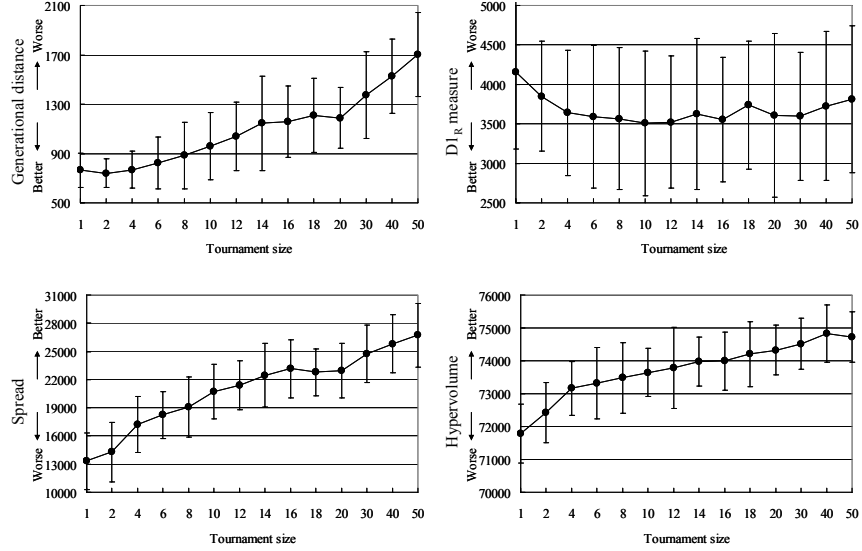 Generational distance
Worse
Better
2100
1700
1300
900
500
1 2 4 6 8 10 12 14 16 18 20 30 40 50
Tournament size
D1R measure
Worse
Better
5000
4500
4000
3500
3000
2500
1 2 4 6 8 10 12 14 16 18 20 30 40 50
Tournament size
Spread
Better
Worse
31000
28000
25000
22000
19000
16000
13000
10000
1 2 4 6 8 10 12 14 16 18 20 30 40 50
Tournament size
Hypervolume
Better
Worse
76000
75000
74000
73000
72000
71000
70000
1 2 4 6 8 10 12 14 16 18 20 30 40 50
Tournament size